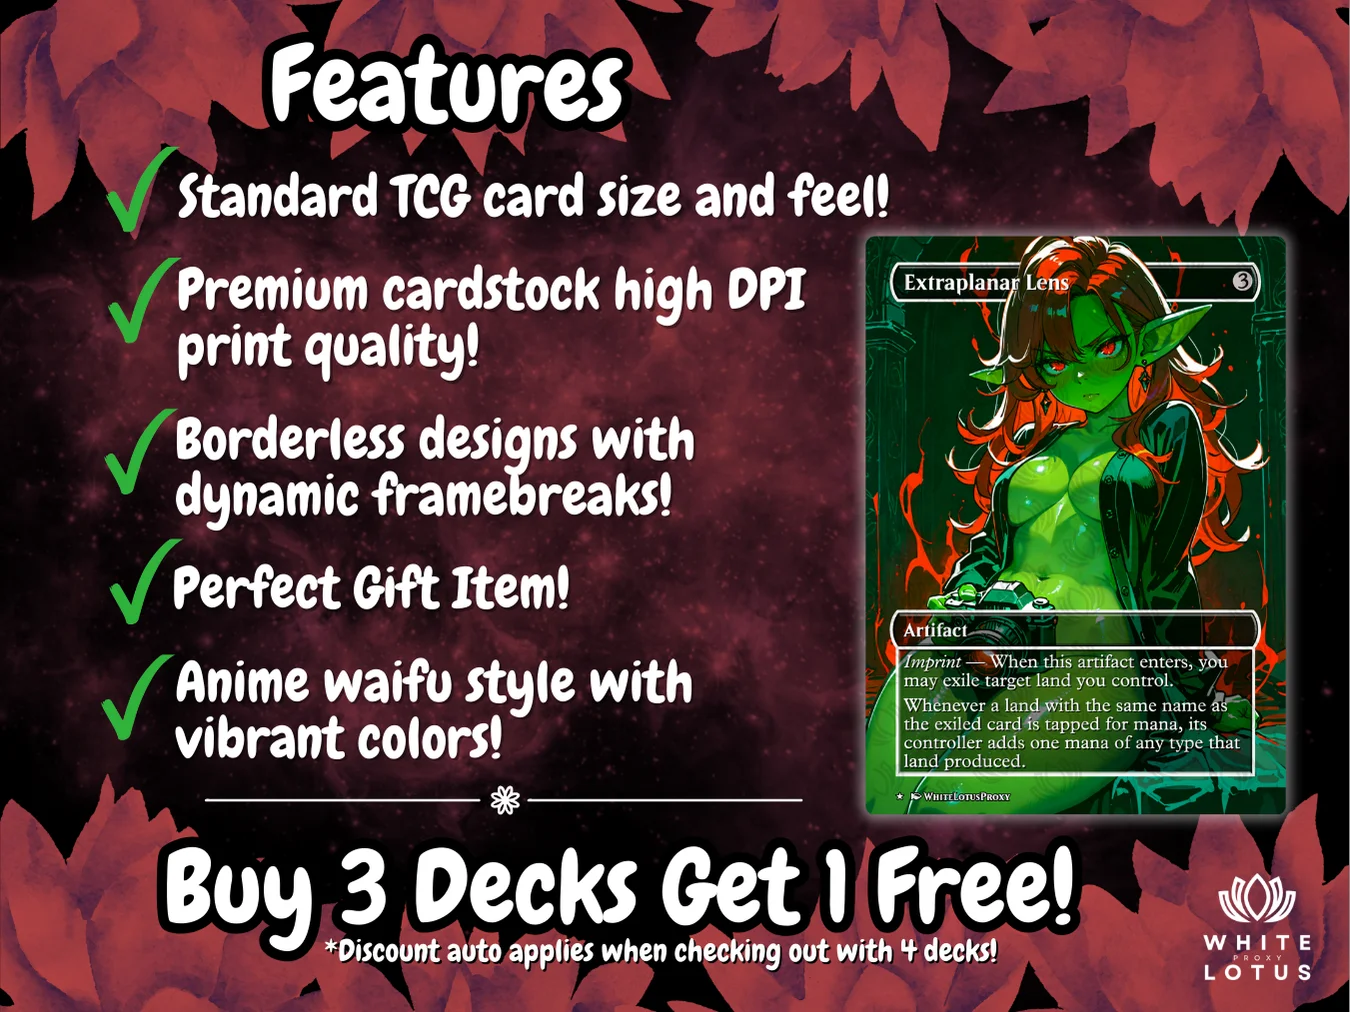 Features
Standard TCG card size and feel!
Premium cardstock high DPI
print quality!
Borderless designs with
dynamic framebreaks!
Perfect Gift Item!
Anime waifu style with
vibrant colors!
Extraplanar Lens 3
Artifact
Imprint — When this artifact enters, you
may exile target land you control.
Whenever a land with the same name as
the exiled card is tapped for mana, its
controller adds one mana of any type that
land produced.
WhiteLotusProxy
Buy 3 Decks Get 1 Free!
*Discount auto applies when checking out with 4 decks!
WHITE
PROXY
LOTUS